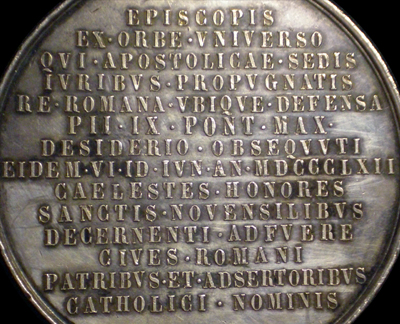 EPISCOPIS
EX·ORBE·VNIVERSO
QVI·APOSTOLICAE·SEDIS
IVRIBVS·PROPVGNATIS
RE·ROMANA·VBIQVE·DEFENSA
PII·IX·PONT·MAX·
DESIDERIO·OBSEQVVTI
EIDEM·VI·ID·IVN·AN·MDCCCLXII
CAELESTES·HONORES
SANCTIS·NOVENSILIBVS
DECERNENTI·ADFVERE
CIVES·ROMANI
PATRIBVS·ET·ADSERTORIBVS
CATHOLICI·NOMINIS